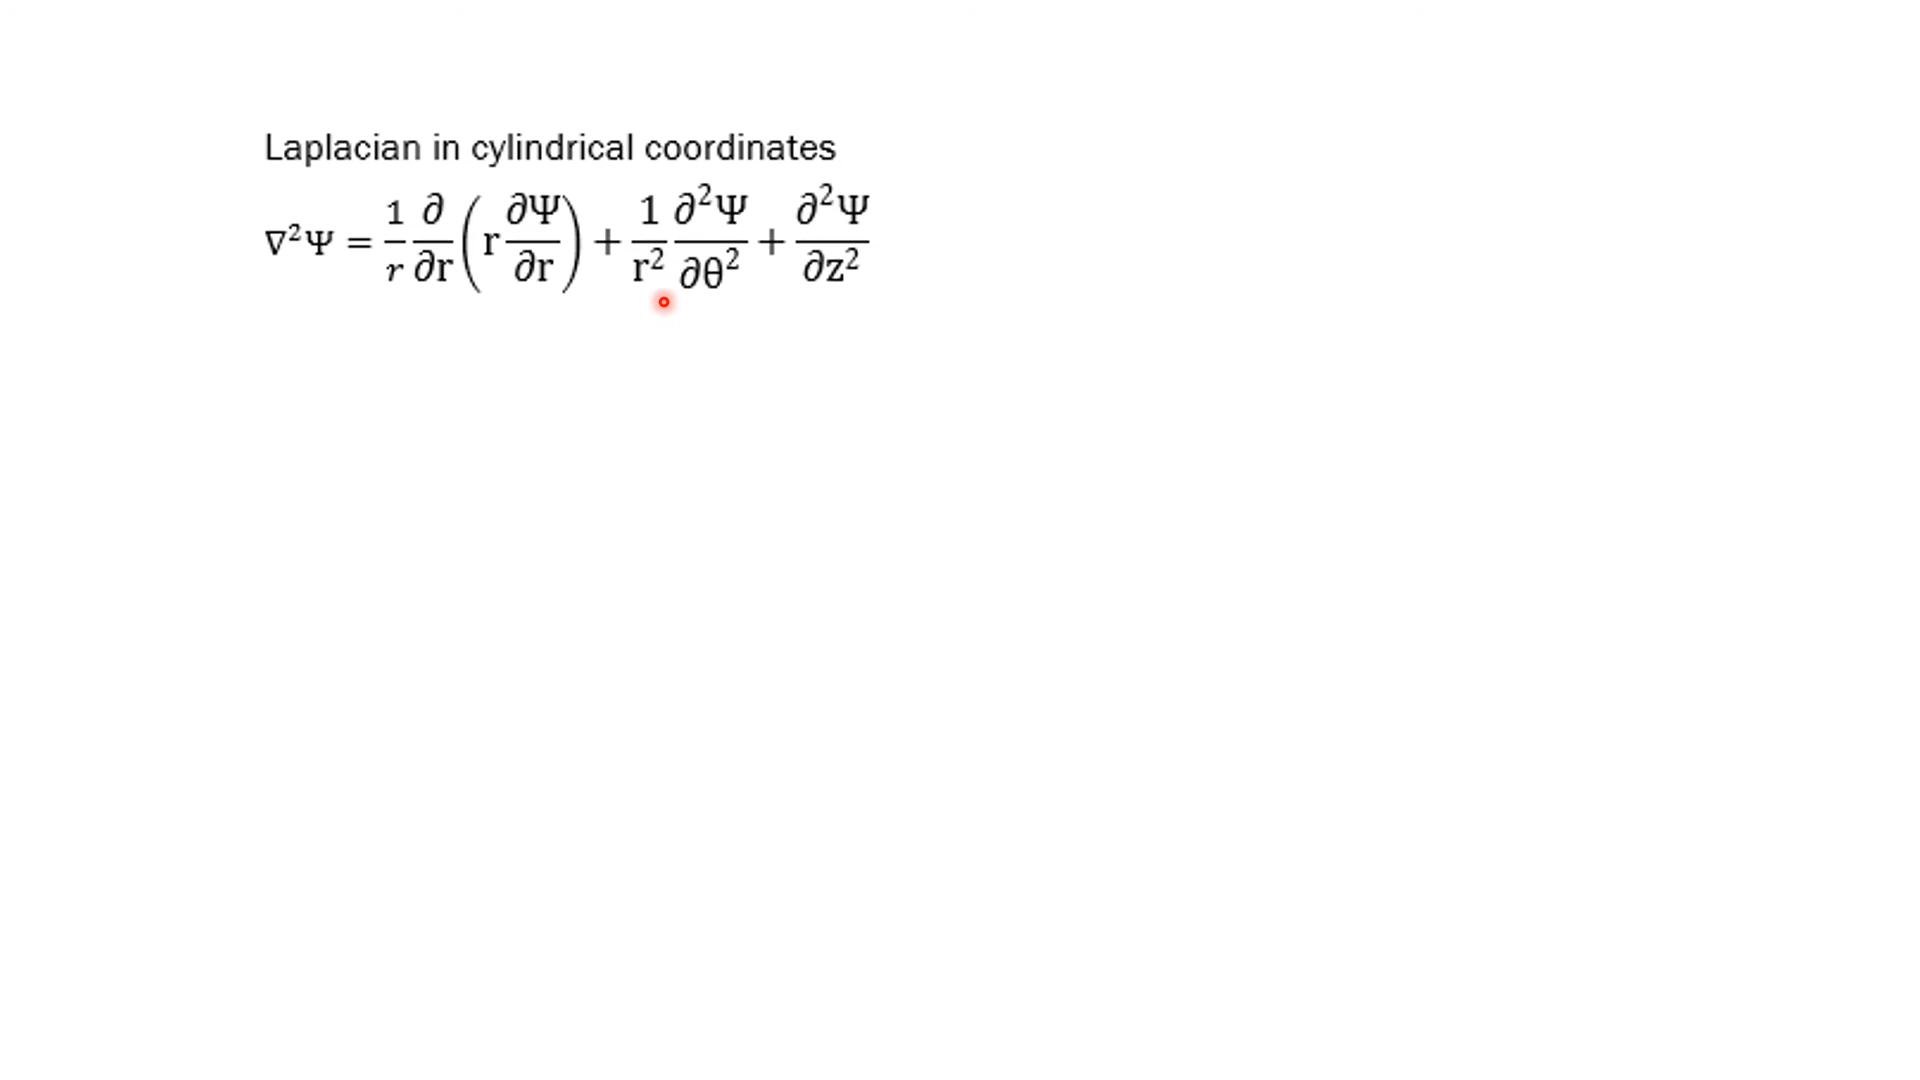 Laplacian in cylindrical coordinates
∇²Ψ = 1/r ∂/∂r (r ∂Ψ/∂r) + 1/r² ∂²Ψ/∂θ² + ∂²Ψ/∂z²